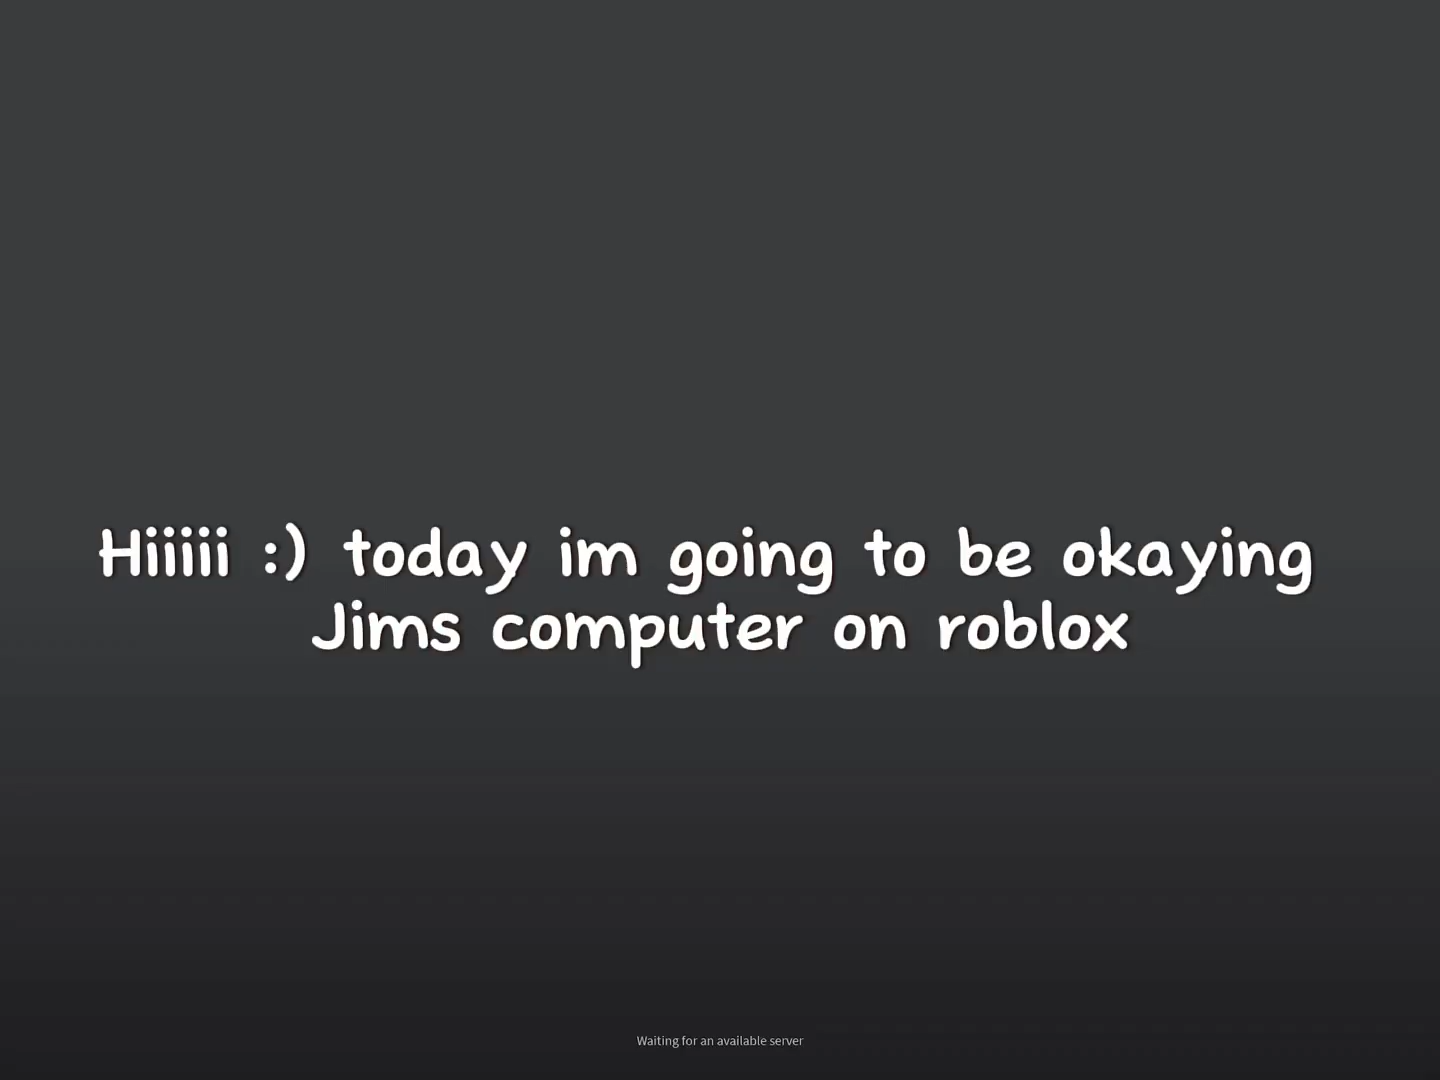 Hiiiii :) today im going to be okaying
Jims computer on roblox
Waiting for an available server